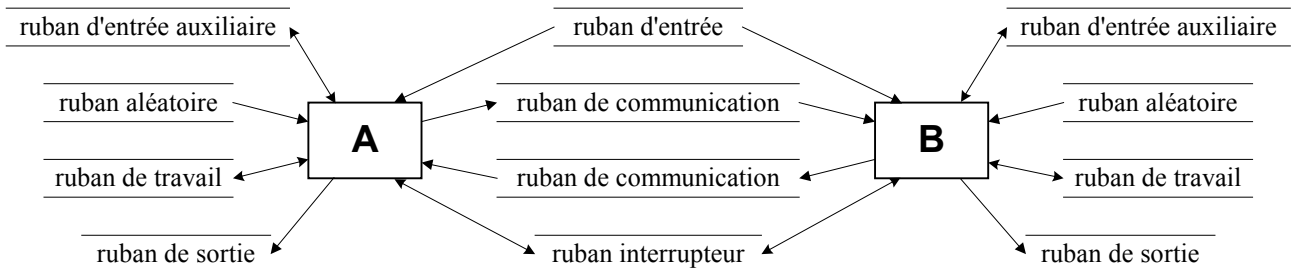 ruban d'entrée auxiliaire
ruban d'entrée
ruban d'entrée auxiliaire
ruban aléatoire
ruban de communication
ruban aléatoire
A
B
ruban de travail
ruban de communication
ruban de travail
ruban de sortie
ruban interrupteur
ruban de sortie